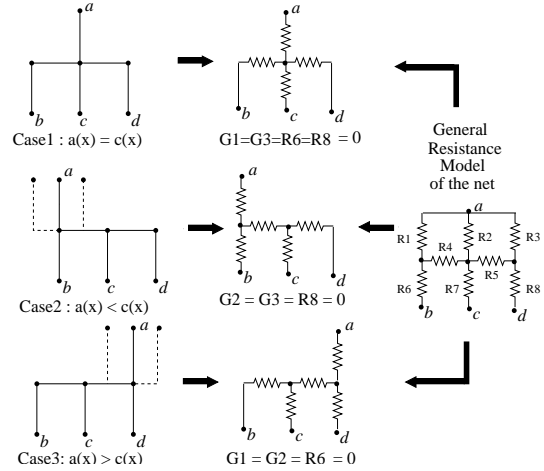 a
b
c
d
Case1 : a(x) = c(x)
a
b
c
d
G1=G3=R6=R8 = 0
General
Resistance
Model
of the net
a
R1
R2
R3
R4
R5
R6
R7
R8
b
c
d
a
b
c
d
Case2 : a(x) < c(x)
a
b
c
d
G2 = G3 = R8 = 0
a
b
c
d
Case3: a(x) > c(x)
a
b
c
d
G1 = G2 = R6 = 0